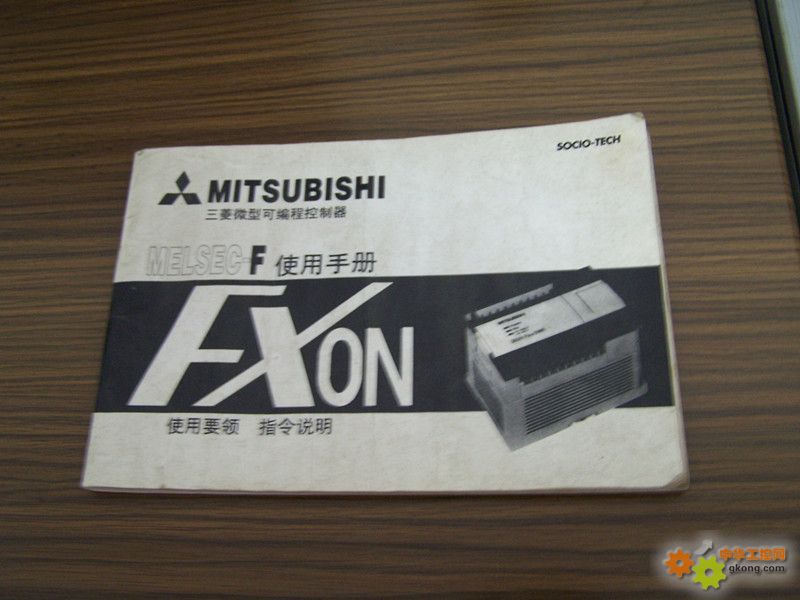 SOCIO-TECH
MITSUBISHI
三菱微型可编程控制器
MELSEC-F 使用手册
FXON
使用要领 指令说明
MITSUBISHI
中华工控网
gkong.com